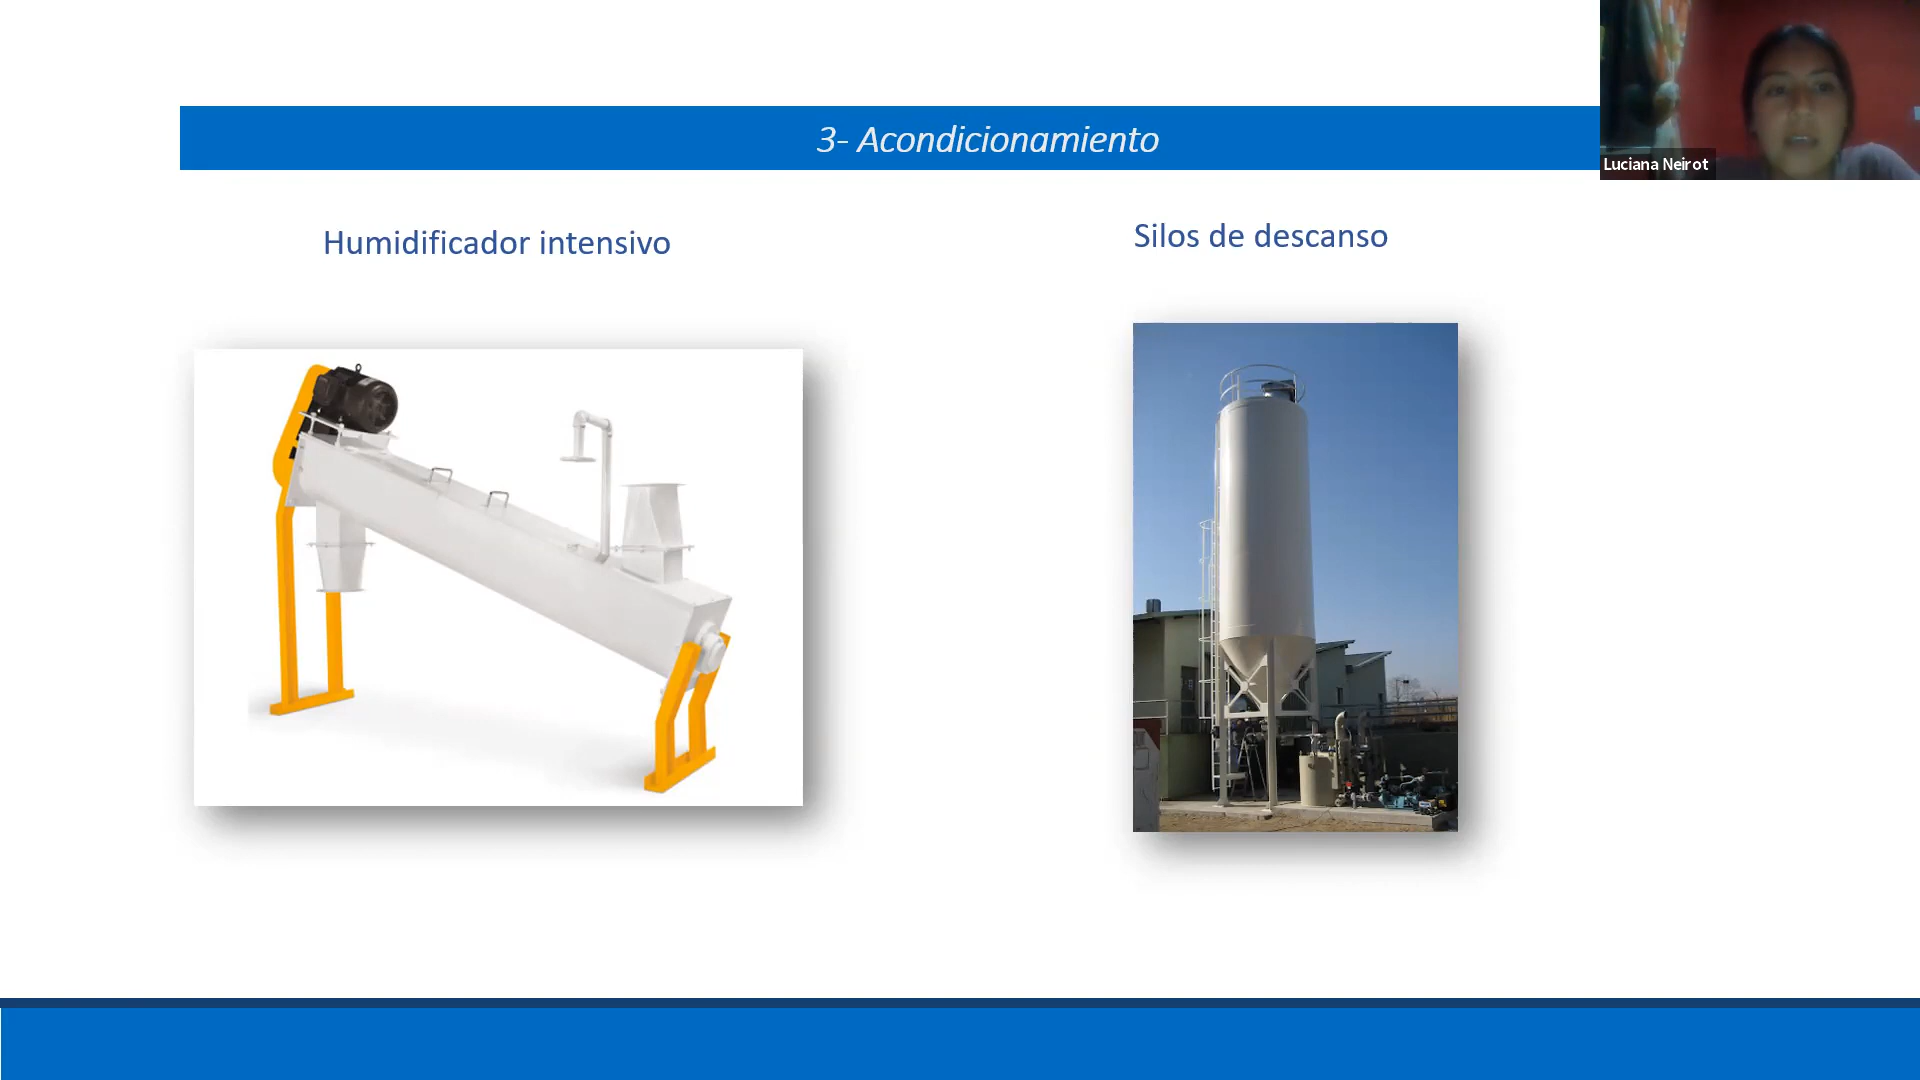 3- Acondicionamiento
Luciana Neirot
Humidificador intensivo
Silos de descanso